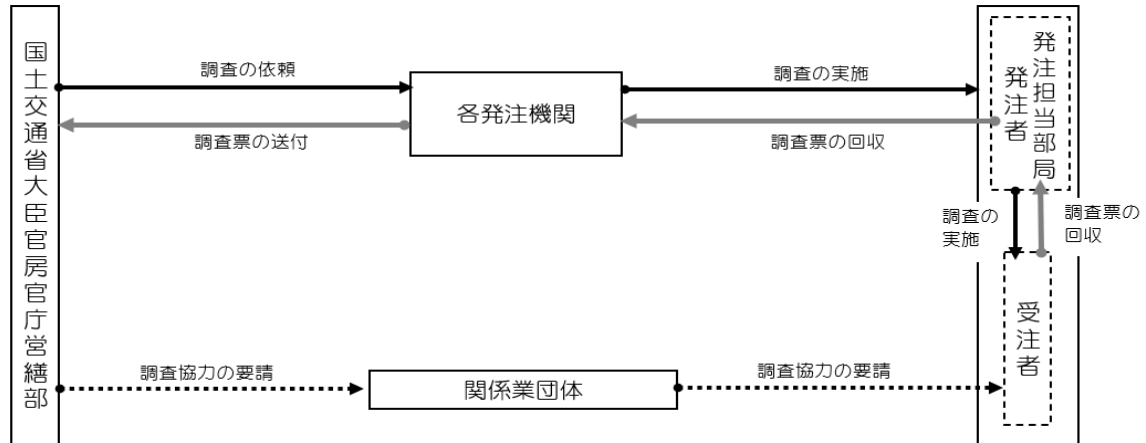 国土交通省大臣官房官庁営繕部
調査の依頼
調査票の送付
各発注機関
調査の実施
調査票の回収
発注担当部局
発注者
調査の
実施
調査票の
回収
受注者
調査協力の要請
関係業団体
調査協力の要請